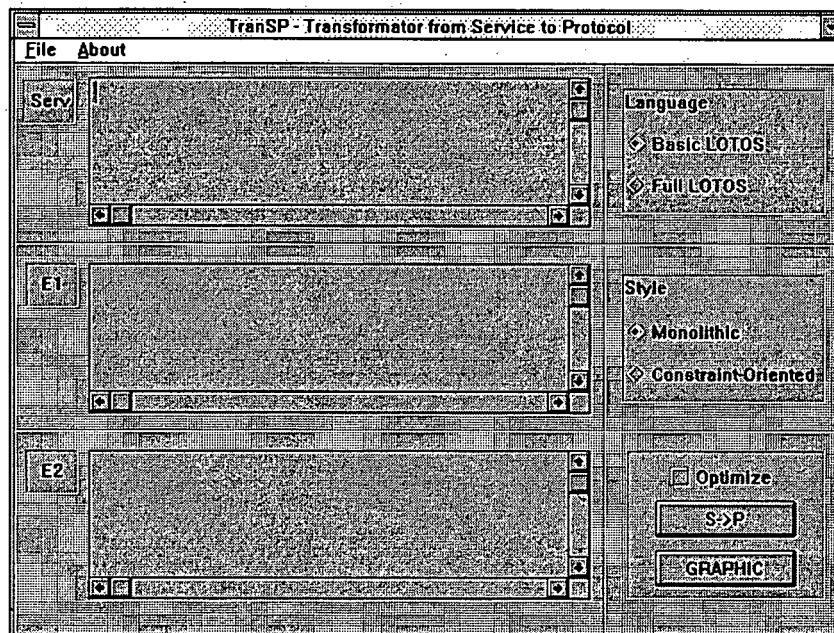 TranSP - Transformator from Service to Protocol
File About
Serv
Language
Basic LOTOS
Full LOTOS
E1
Style
Monolithic
Constraint-Oriented
E2
Optimize
S->P
GRAPHIC